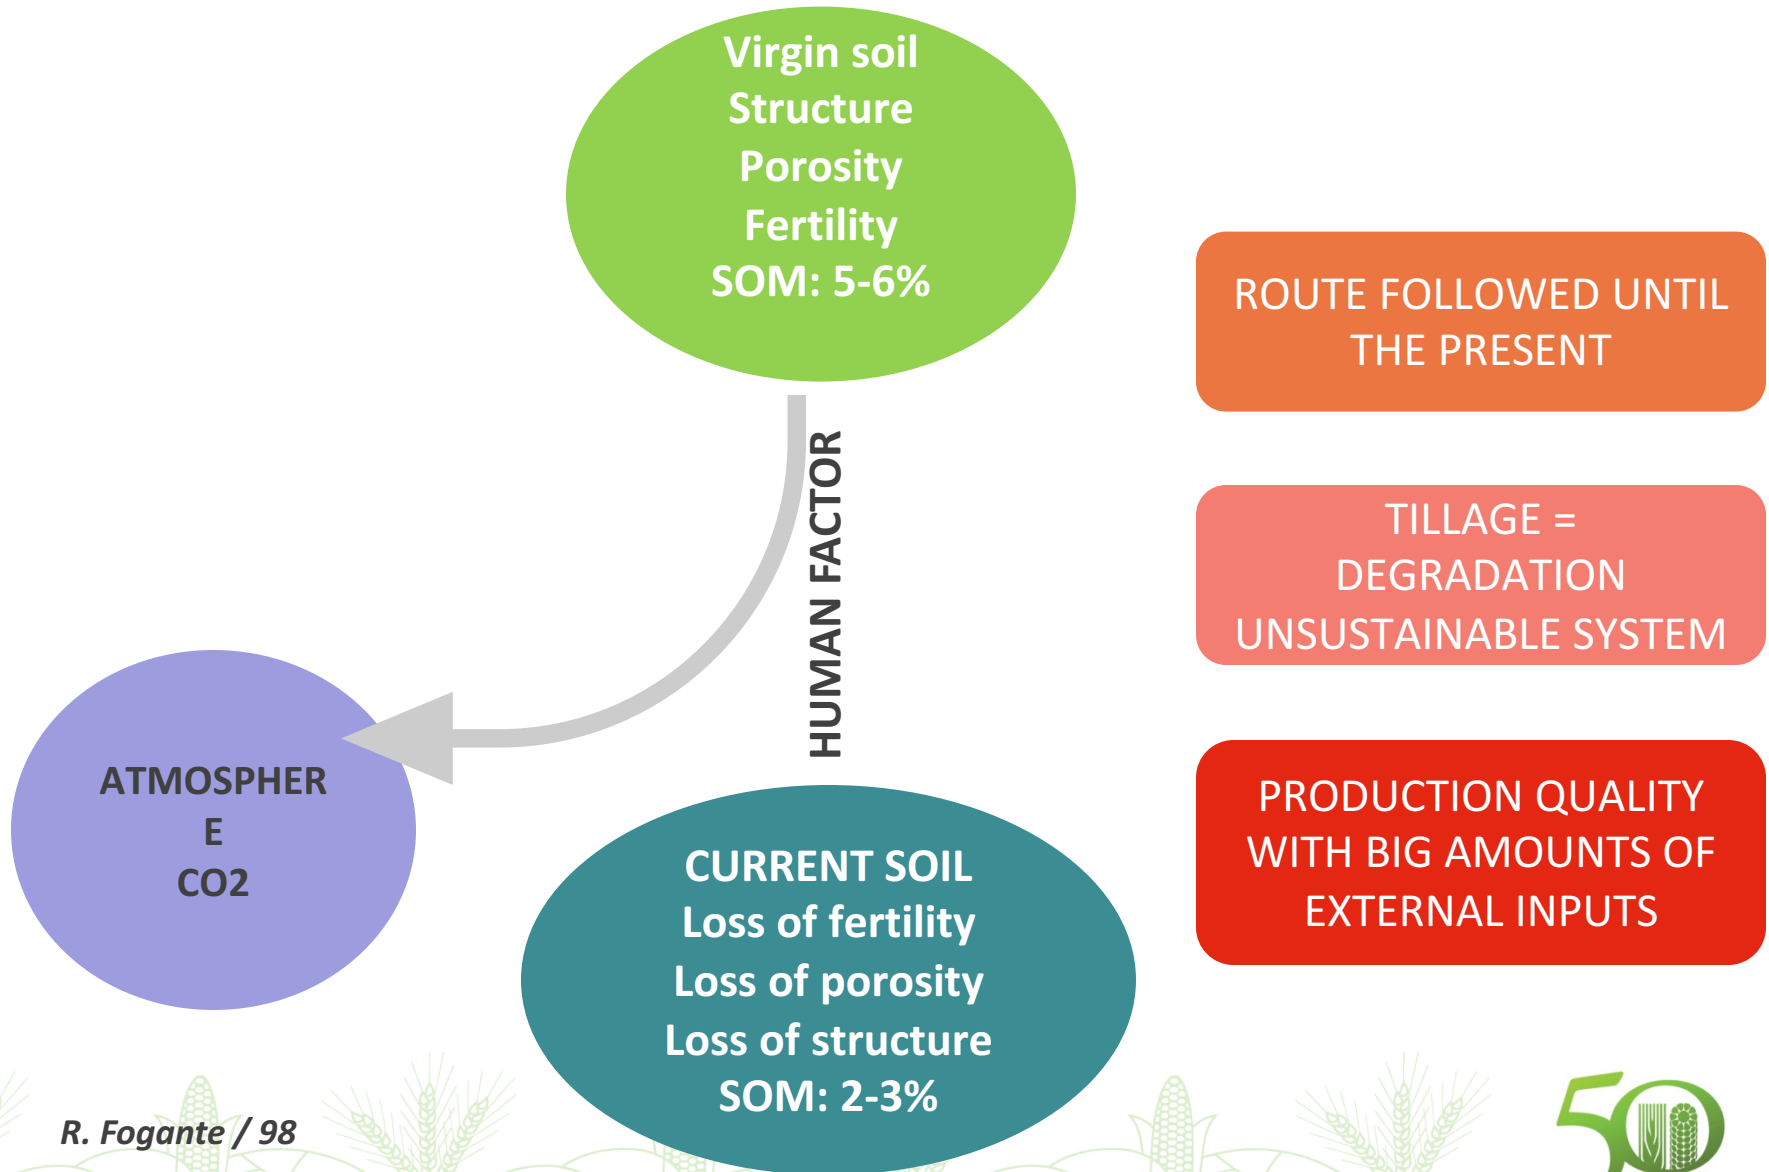 Virgin soil
Structure
Porosity
Fertility
SOM: 5-6%
HUMAN FACTOR
ATMOSPHER
E
CO2
CURRENT SOIL
Loss of fertility
Loss of porosity
Loss of structure
SOM: 2-3%
ROUTE FOLLOWED UNTIL
THE PRESENT
TILLAGE =
DEGRADATION
UNSUSTAINABLE SYSTEM
PRODUCTION QUALITY
WITH BIG AMOUNTS OF
EXTERNAL INPUTS
R. Fogante / 98
50